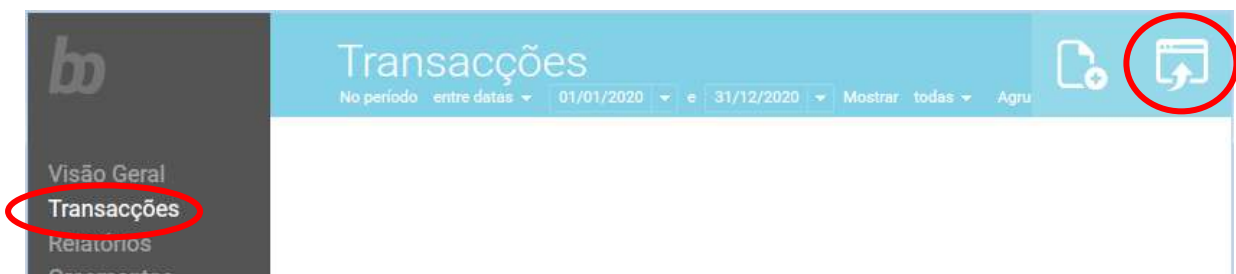 bo
Transacções
No período entre datas 01/01/2020 e 31/12/2020 Mostrar todas Agru
Visão Geral
Transacções
Relatórios
Orçamentos